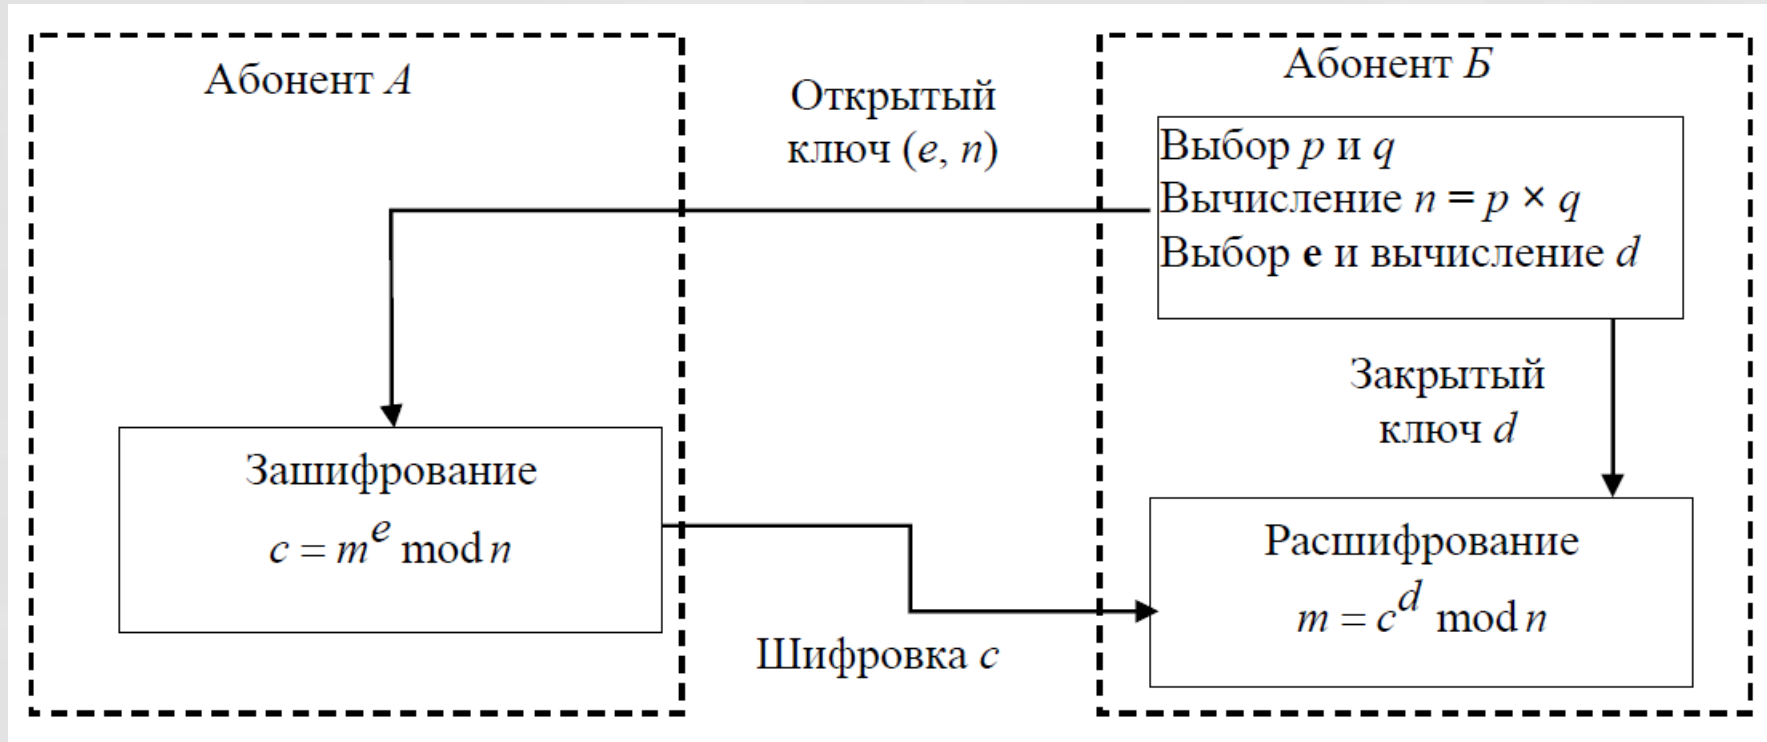 Абонент А
Открытый
ключ (e, n)
Абонент Б
Выбор p и q
Вычисление n = p × q
Выбор e и вычисление d
Закрытый
ключ d
Зашифрование
c = m^e mod n
Шифровка c
Расшифрование
m = c^d mod n